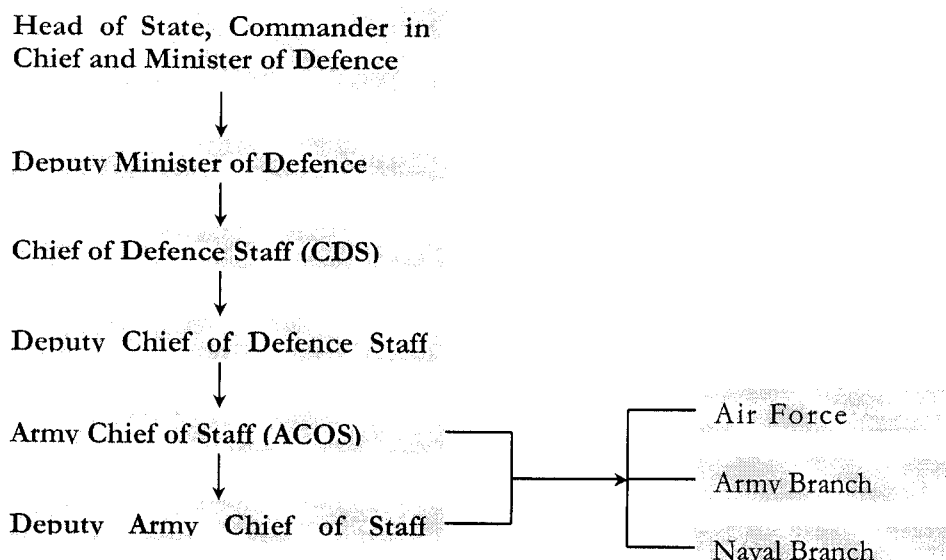 Head of State, Commander in
Chief and Minister of Defence
Deputy Minister of Defence
Chief of Defence Staff (CDS)
Deputy Chief of Defence Staff
Army Chief of Staff (ACOS)
Deputy Army Chief of Staff
Air Force
Army Branch
Naval Branch